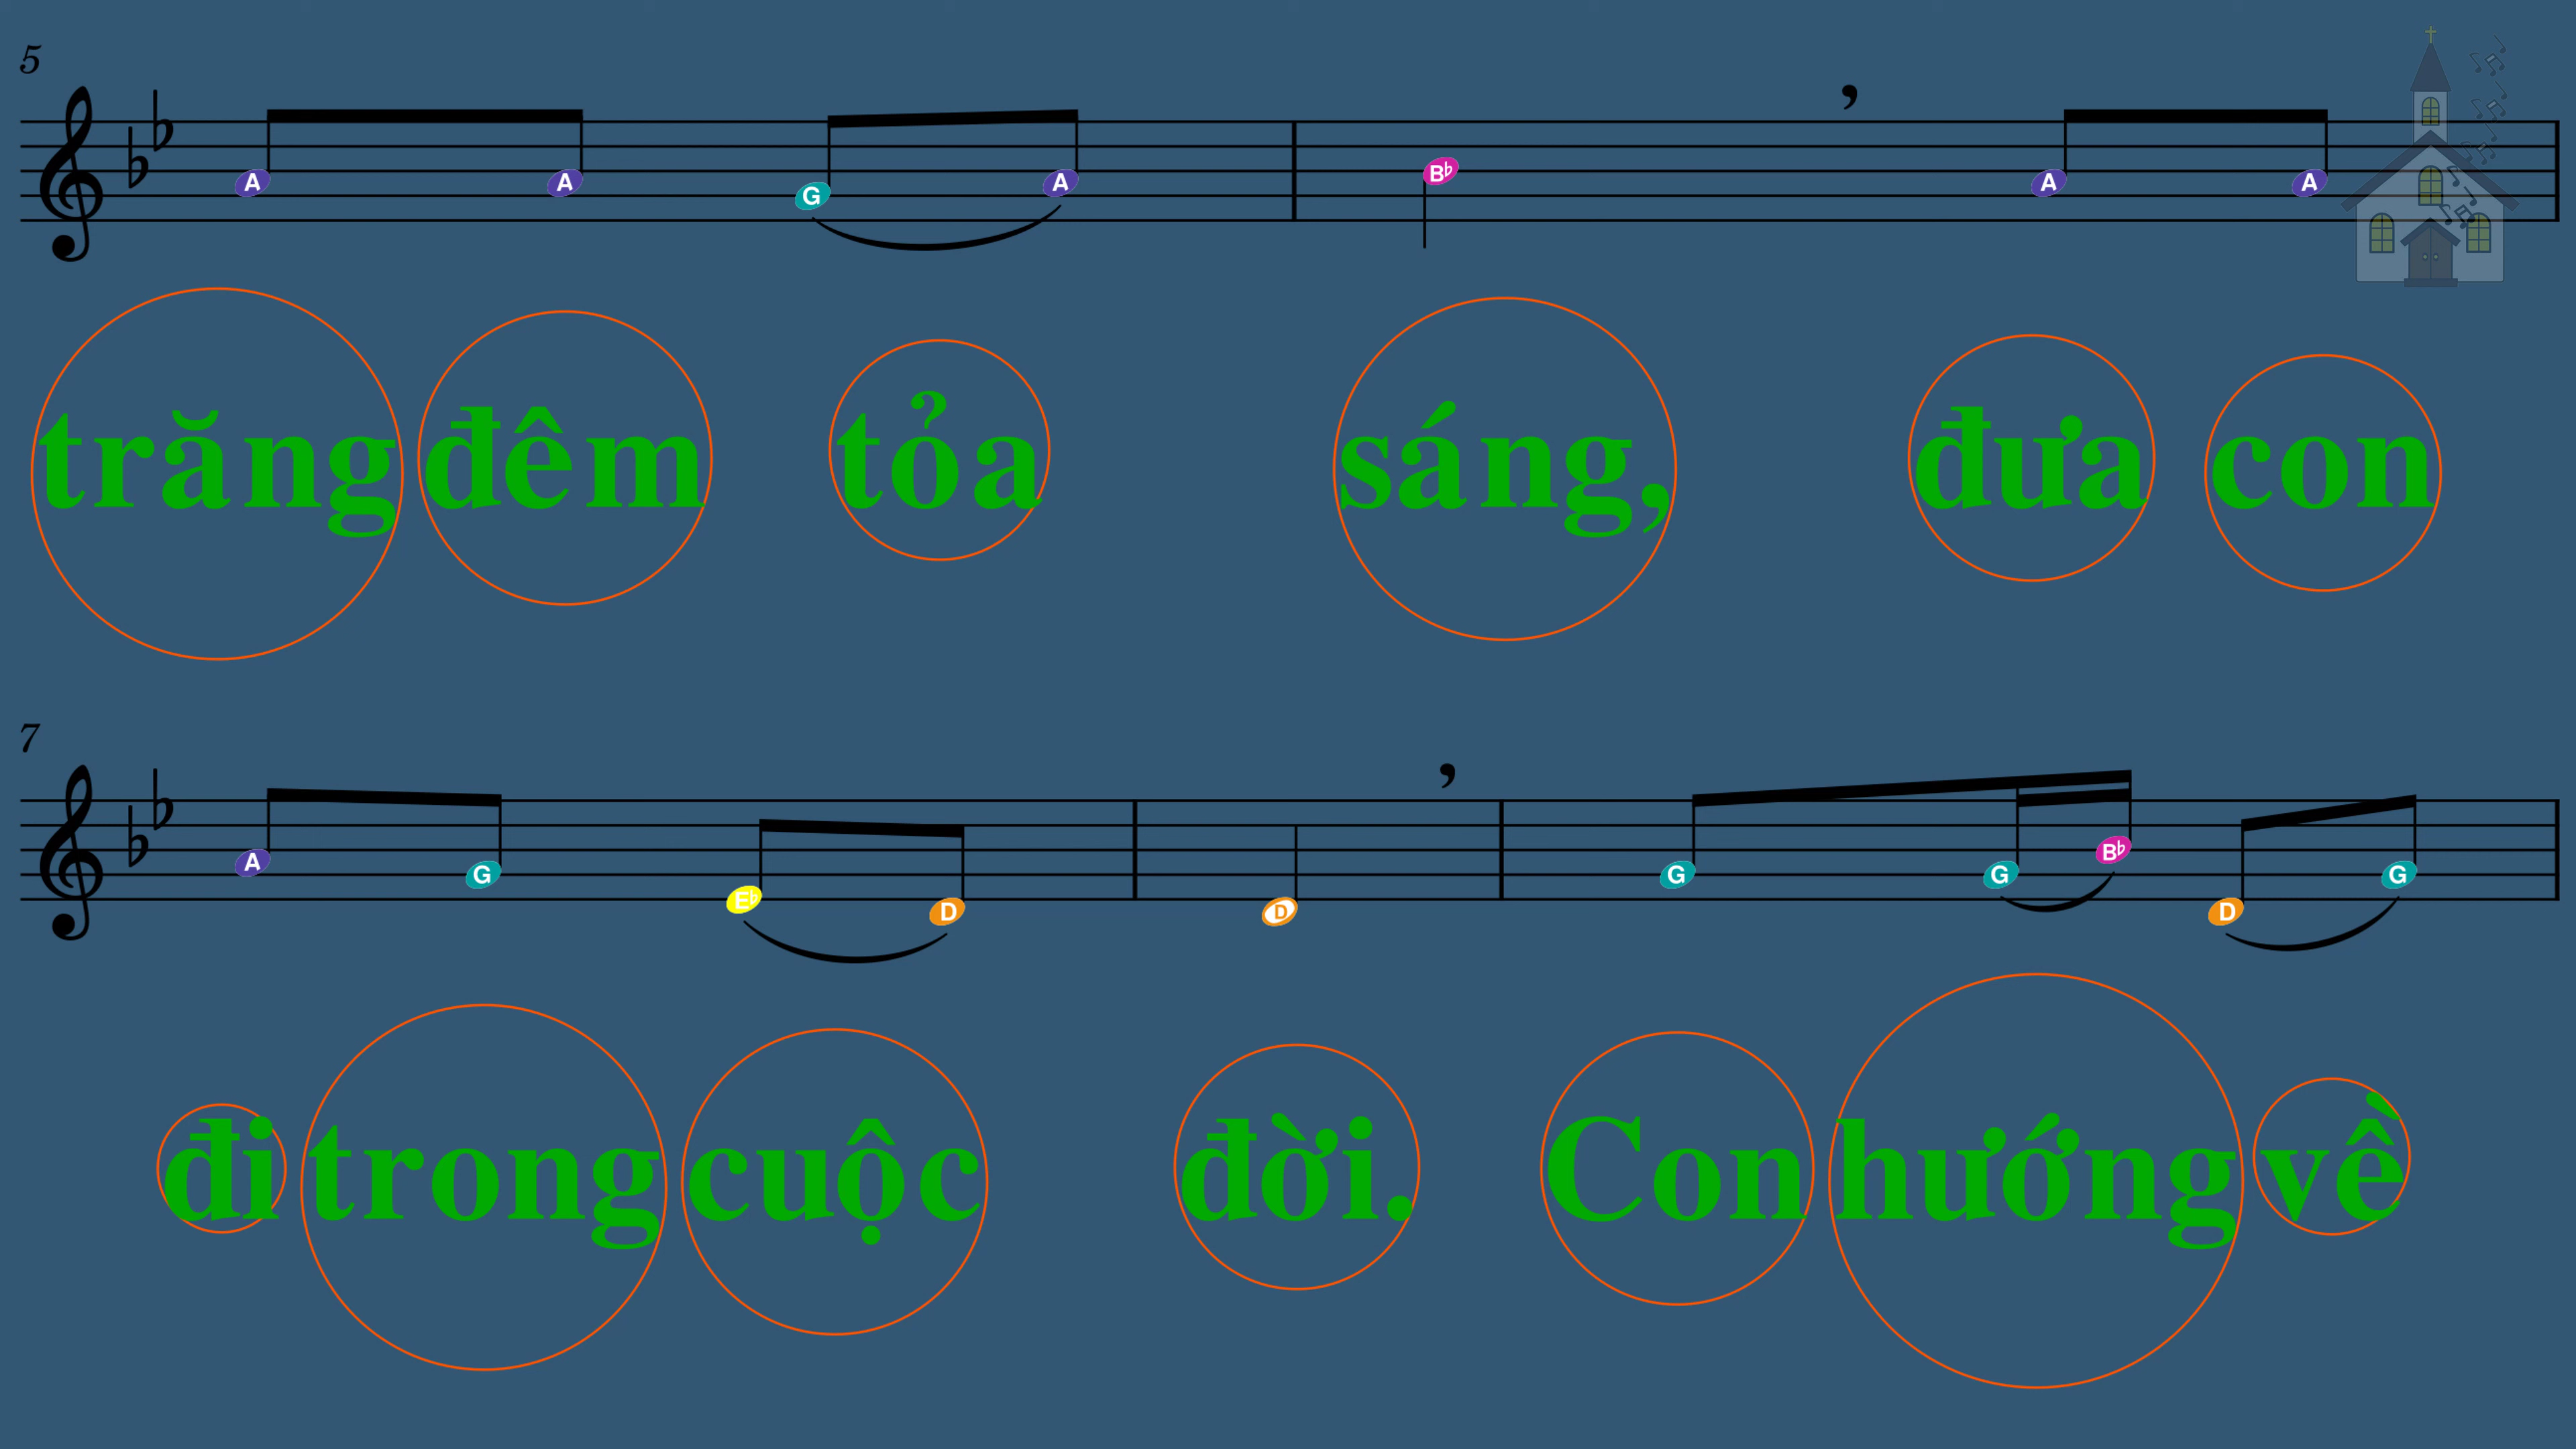 5
A A G A B♭ A A
trăng đêm tỏa sáng, đưa con
7
A G E♭ D D G G B♭ D G
đi trong cuộc đời. Con hướng về